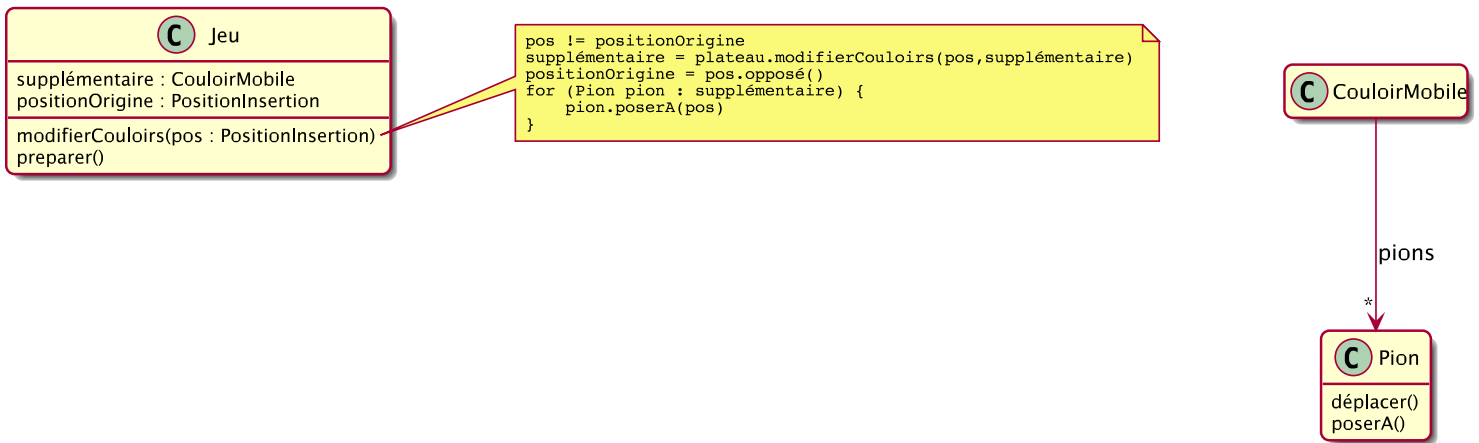 C Jeu
supplémentaire : CouloirMobile
positionOrigine : PositionInsertion
modifierCouloirs(pos : PositionInsertion)
preparer()
pos != positionOrigine
supplémentaire = plateau.modifierCouloirs(pos,supplémentaire)
positionOrigine = pos.opposé()
for (Pion pion : supplémentaire) {
    pion.poserA(pos)
}
C CouloirMobile
pions
*
C Pion
déplacer()
poserA()